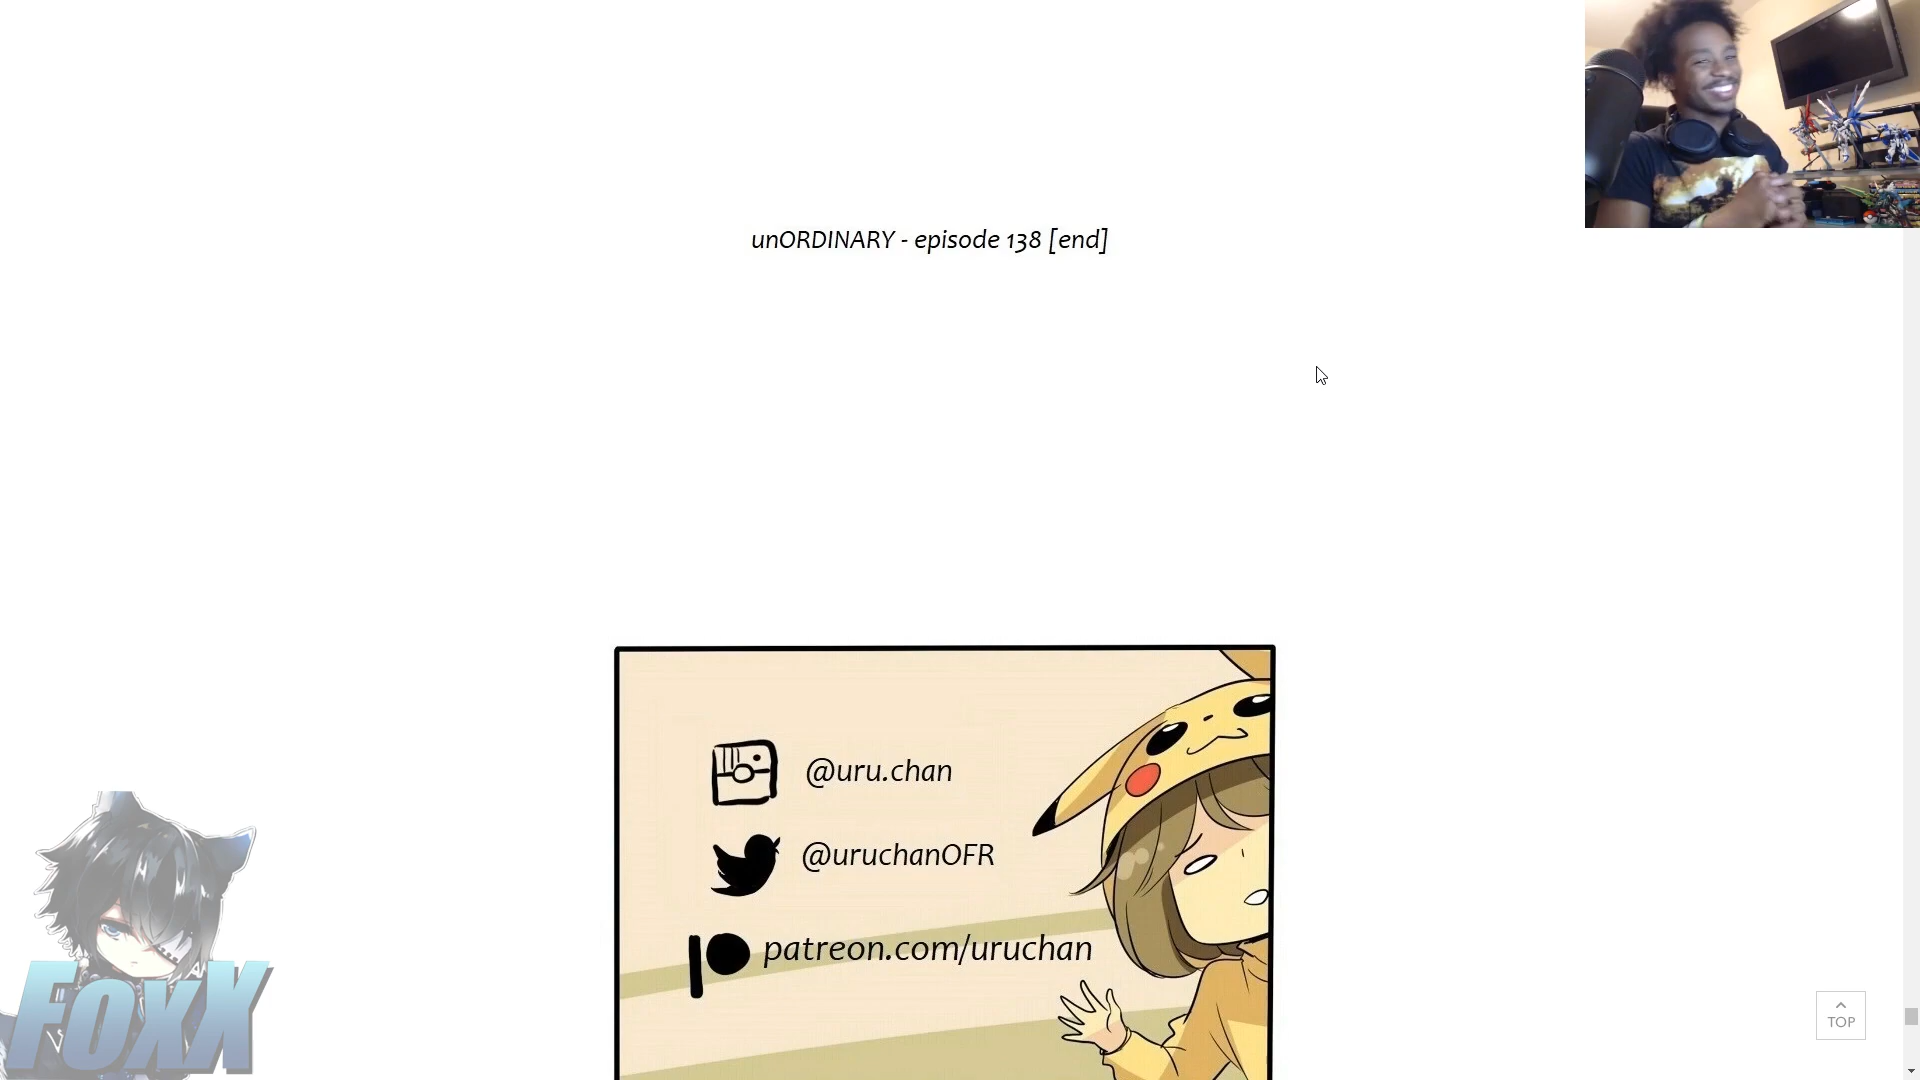 unORDINARY - episode 138 [end]
@uru.chan
@uruchanOFR
patreon.com/uruchan
TOP
FoxX